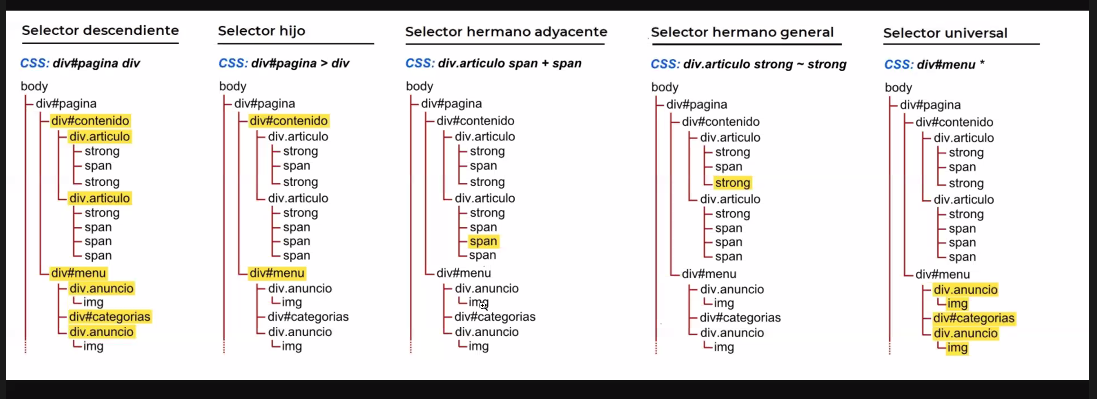 Selector descendiente
CSS: div#pagina div
body
div#pagina
div#contenido
div.articulo
strong
span
strong
div.articulo
strong
span
span
span
div#menu
div.anuncio
img
div#categorias
div.anuncio
img
Selector hijo
CSS: div#pagina > div
body
div#pagina
div#contenido
div.articulo
strong
span
strong
div.articulo
strong
span
span
span
div#menu
div.anuncio
img
div#categorias
div.anuncio
img
Selector hermano adyacente
CSS: div.articulo span + span
body
div#pagina
div#contenido
div.articulo
strong
span
strong
div.articulo
strong
span
span
span
div#menu
div.anuncio
img
div#categorias
div.anuncio
img
Selector hermano general
CSS: div.articulo strong ~ strong
body
div#pagina
div#contenido
div.articulo
strong
span
strong
div.articulo
strong
span
span
span
div#menu
div.anuncio
img
div#categorias
div.anuncio
img
Selector universal
CSS: div#menu *
body
div#pagina
div#contenido
div.articulo
strong
span
strong
div.articulo
strong
span
span
span
div#menu
div.anuncio
img
div#categorias
div.anuncio
img